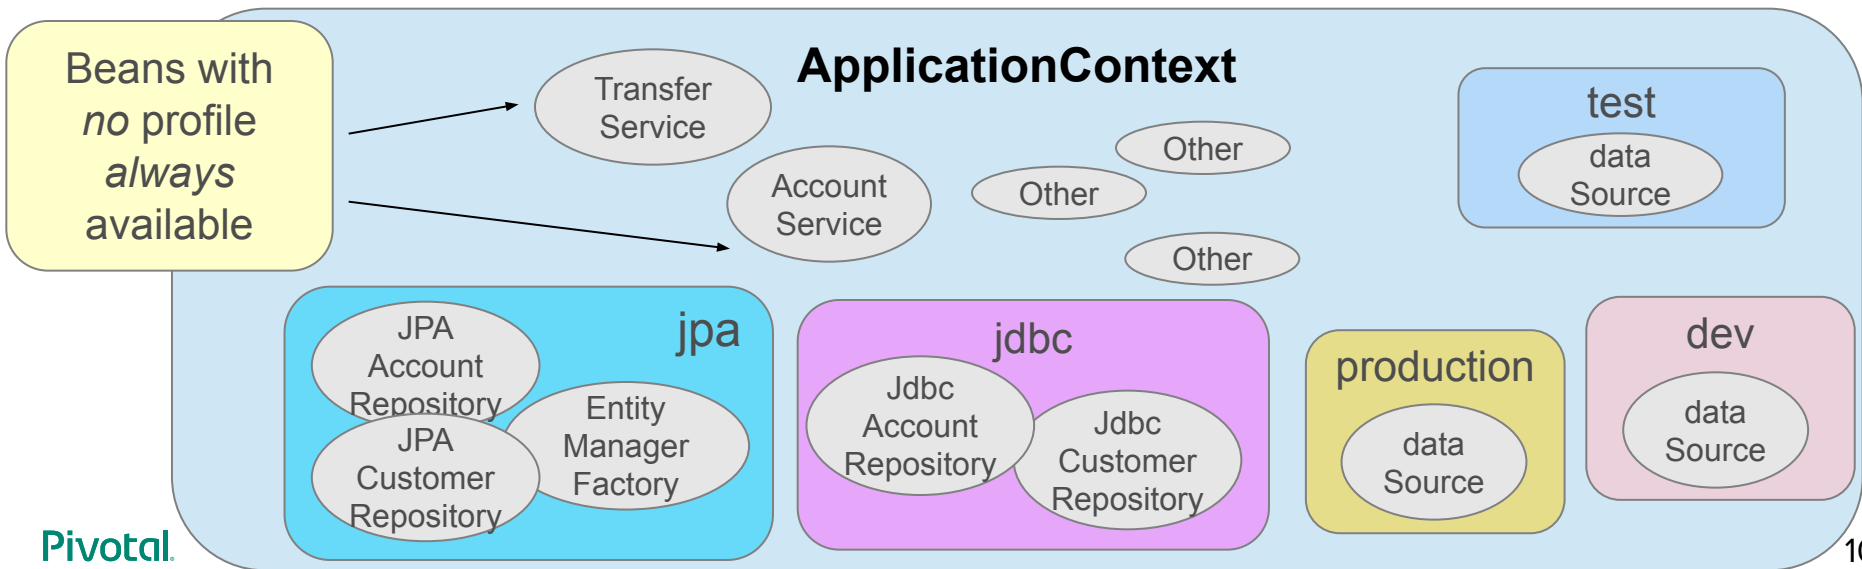 Beans with
no profile
always
available
ApplicationContext
Transfer
Service
Account
Service
Other
Other
Other
test
data
Source
jpa
JPA
Account
Repository
JPA
Customer
Repository
Entity
Manager
Factory
jdbc
Jdbc
Account
Repository
Jdbc
Customer
Repository
production
data
Source
dev
data
Source
Pivotal.